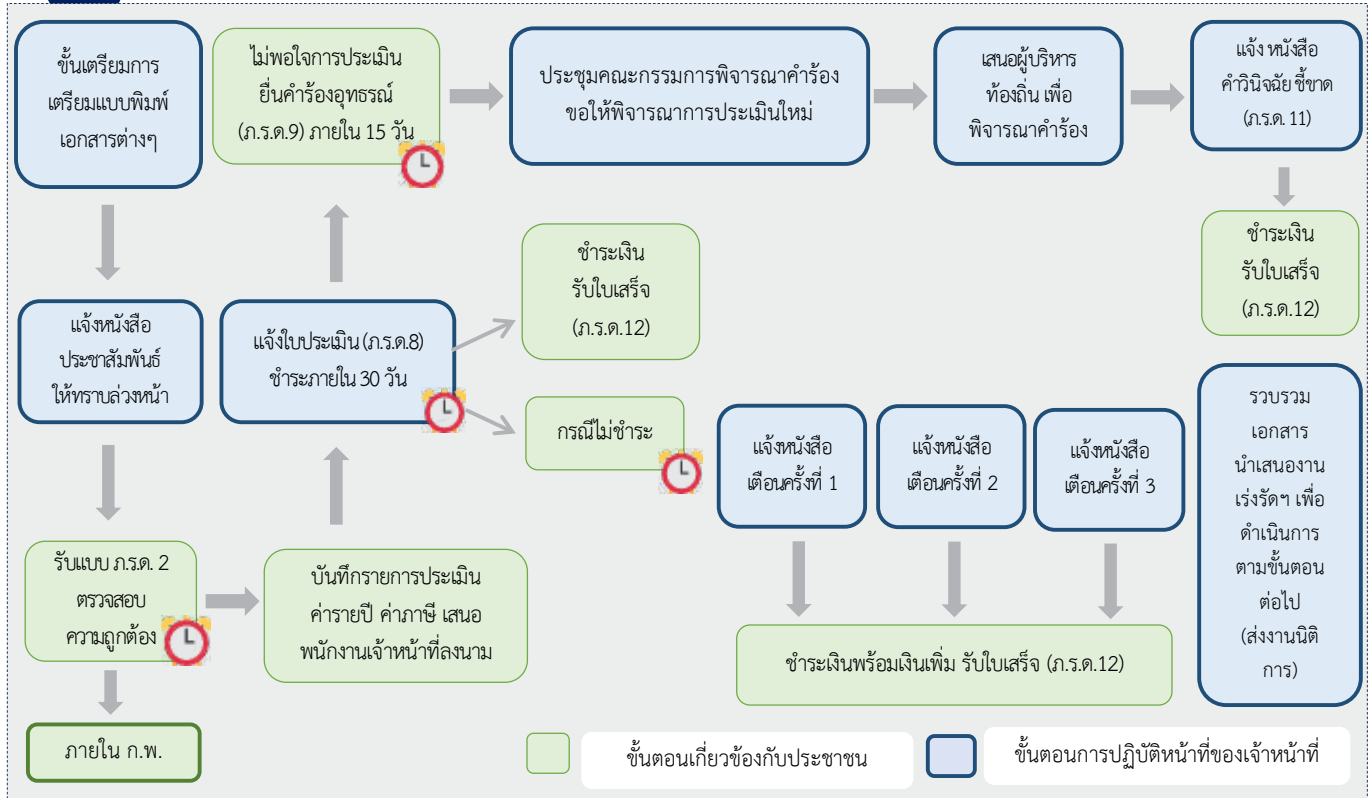 ขั้นเตรียมการ
เตรียมแบบพิมพ์
เอกสารต่างๆ
ไม่พอใจการประเมิน
ยื่นคำร้องอุทธรณ์
(ภ.ร.ด.9) ภายใน 15 วัน
ประชุมคณะกรรมการพิจารณาคำร้อง
ขอให้พิจารณาการประเมินใหม่
เสนอผู้บริหาร
ท้องถิ่น เพื่อ
พิจารณาคำร้อง
แจ้ง หนังสือ
คำวินิจฉัย ชี้ขาด
(ภ.ร.ด. 11)
ชำระเงิน
รับใบเสร็จ
(ภ.ร.ด.12)
แจ้งหนังสือ
ประชาสัมพันธ์
ให้ทราบล่วงหน้า
แจ้งใบประเมิน (ภ.ร.ด.8)
ชำระภายใน 30 วัน
ชำระเงิน
รับใบเสร็จ
(ภ.ร.ด.12)
กรณีไม่ชำระ
แจ้งหนังสือ
เตือนครั้งที่ 1
แจ้งหนังสือ
เตือนครั้งที่ 2
แจ้งหนังสือ
เตือนครั้งที่ 3
รวบรวม
เอกสาร
นำเสนองาน
เร่งรัดฯ เพื่อ
ดำเนินการ
ตามขั้นตอน
ต่อไป
(ส่งงานนิติ
การ)
รับแบบ ภ.ร.ด. 2
ตรวจสอบ
ความถูกต้อง
บันทึกรายการประเมิน
ค่ารายปี ค่าภาษี เสนอ
พนักงานเจ้าหน้าที่ลงนาม
ชำระเงินพร้อมเงินเพิ่ม รับใบเสร็จ (ภ.ร.ด.12)
ภายใน ก.พ.
ขั้นตอนเกี่ยวข้องกับประชาชน
ขั้นตอนการปฏิบัติหน้าที่ของเจ้าหน้าที่